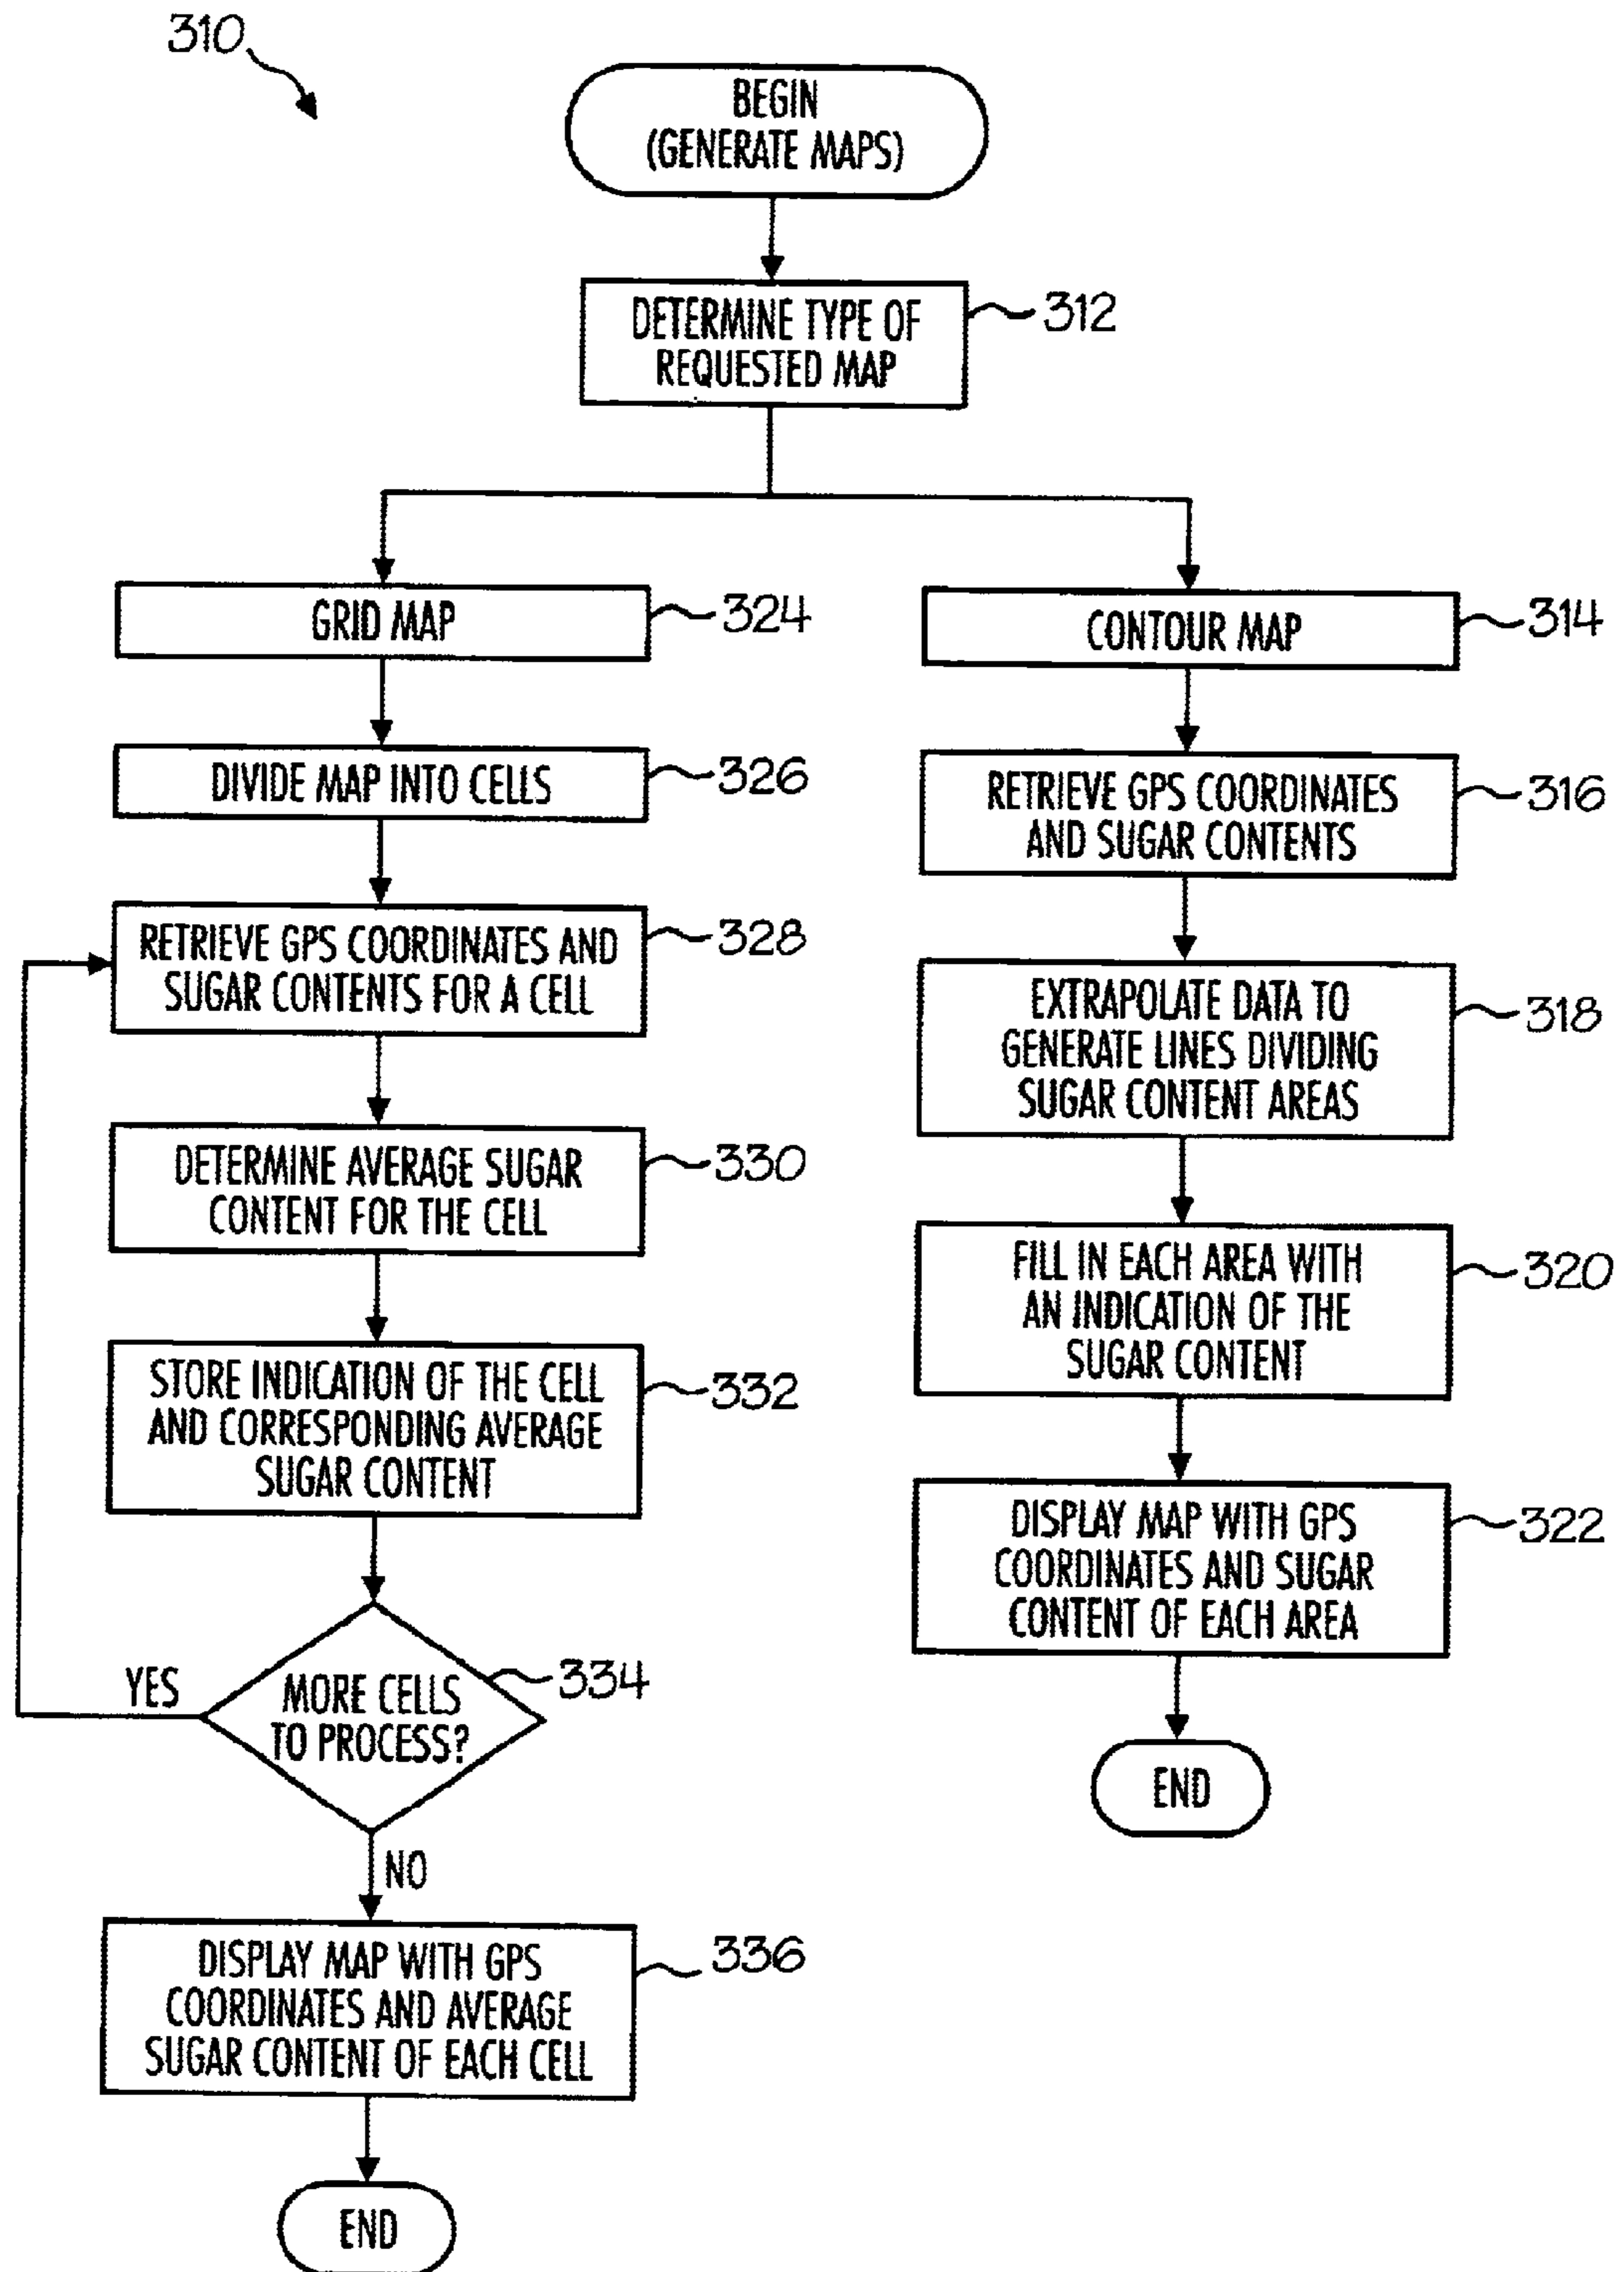 310
BEGIN
(GENERATE MAPS)
DETERMINE TYPE OF
REQUESTED MAP
312
GRID MAP
324
DIVIDE MAP INTO CELLS
326
RETRIEVE GPS COORDINATES AND
SUGAR CONTENTS FOR A CELL
328
DETERMINE AVERAGE SUGAR
CONTENT FOR THE CELL
330
STORE INDICATION OF THE CELL
AND CORRESPONDING AVERAGE
SUGAR CONTENT
332
MORE CELLS
TO PROCESS?
334
YES
NO
DISPLAY MAP WITH GPS
COORDINATES AND AVERAGE
SUGAR CONTENT OF EACH CELL
336
END
CONTOUR MAP
314
RETRIEVE GPS COORDINATES
AND SUGAR CONTENTS
316
EXTRAPOLATE DATA TO
GENERATE LINES DIVIDING
SUGAR CONTENT AREAS
318
FILL IN EACH AREA WITH
AN INDICATION OF THE
SUGAR CONTENT
320
DISPLAY MAP WITH GPS
COORDINATES AND SUGAR
CONTENT OF EACH AREA
322
END